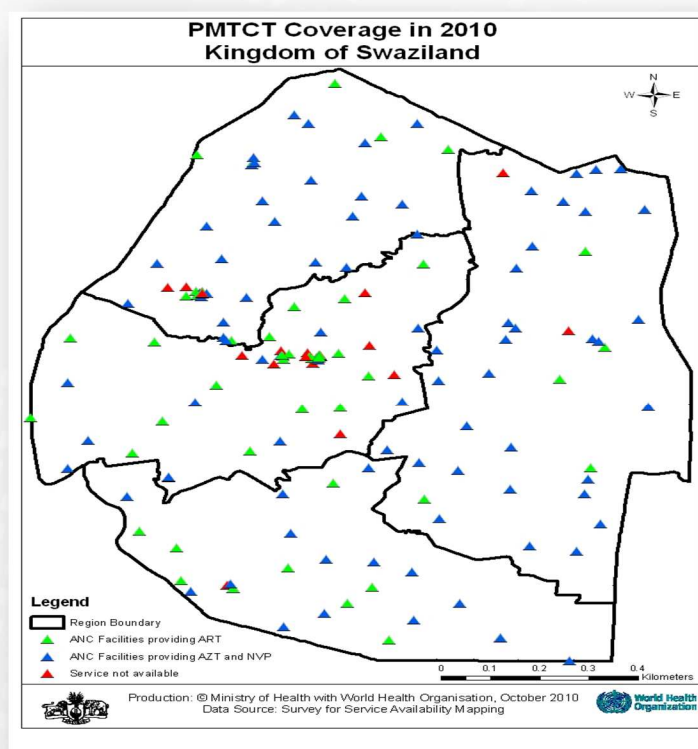 PMTCT Coverage in 2010
Kingdom of Swaziland
N
W E
S
Legend
Region Boundary
ANC Facilities providing ART
ANC Facilities providing AZT and NVP
Service not available
0 0.1 0.2 0.3 0.4
Kilometers
Production: © Ministry of Health with World Health Organisation, October 2010
Data Source: Survey for Service Availability Mapping
World Health
Organization